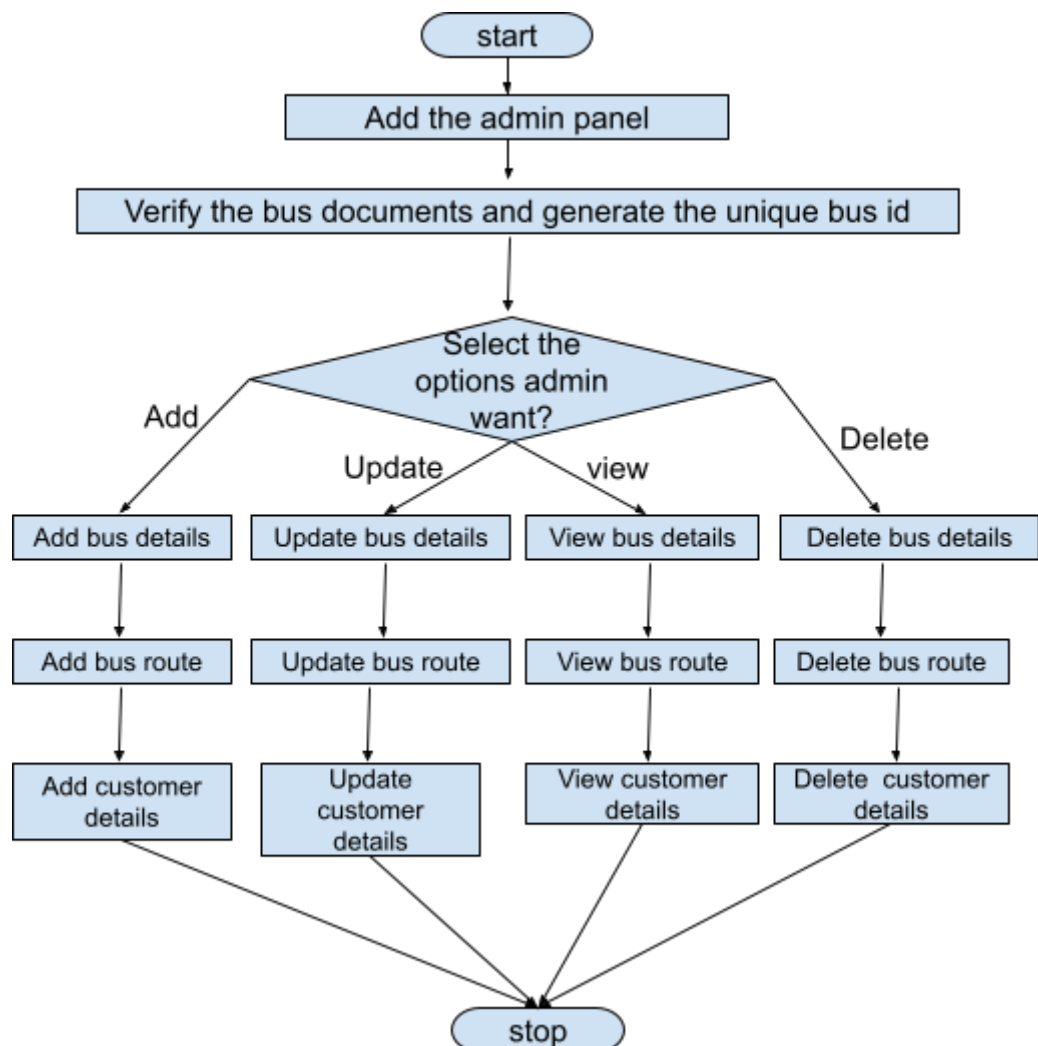 start
Add the admin panel
Verify the bus documents and generate the unique bus id
Select the
options admin
want?
Add
Update
view
Delete
Add bus details
Update bus details
View bus details
Delete bus details
Add bus route
Update bus route
View bus route
Delete bus route
Add customer
details
Update
customer
details
View customer
details
Delete  customer
details
stop